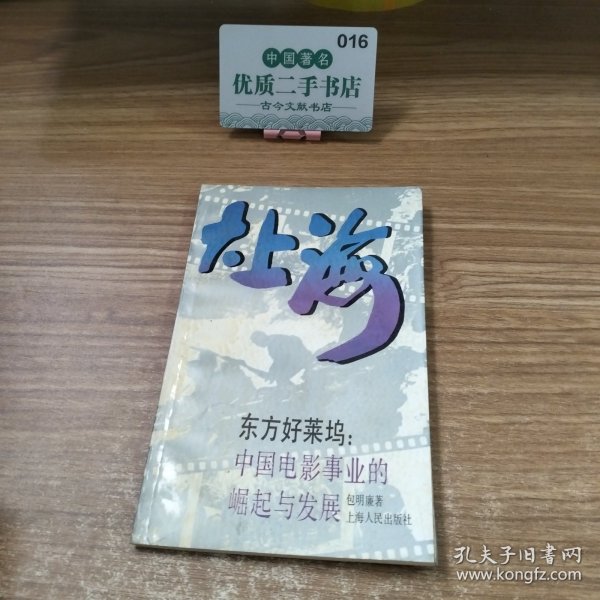 016
中国著名
优质二手书店
古今文献书店
在上海
东方好莱坞:
中国电影事业的
崛起与发展
包明廉著
上海人民出版社
孔夫子旧书网
www.kongfz.com